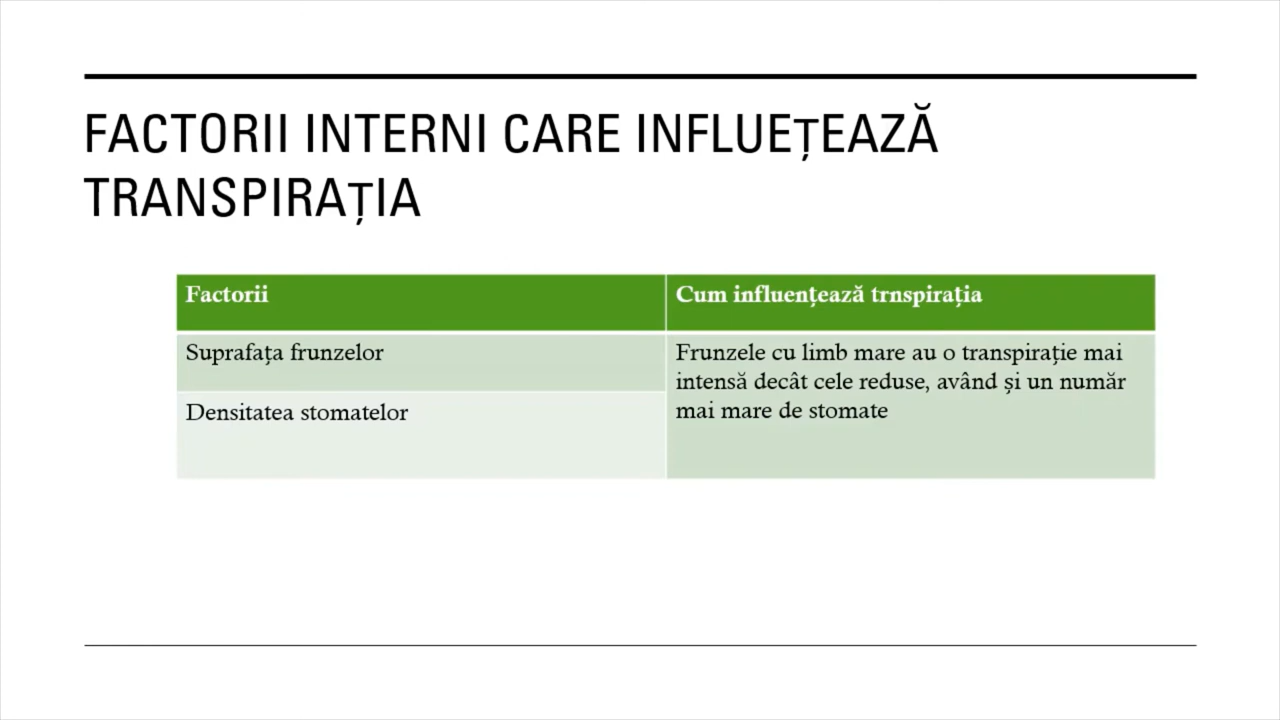 FACTORII INTERNI CARE INFLUEȚEAZĂ
TRANSPIRAȚIA
Factorii
Cum influențează trnspirația
Suprafața frunzelor
Frunzele cu limb mare au o transpirație mai
intensă decât cele reduse, având și un număr
mai mare de stomate
Densitatea stomatelor